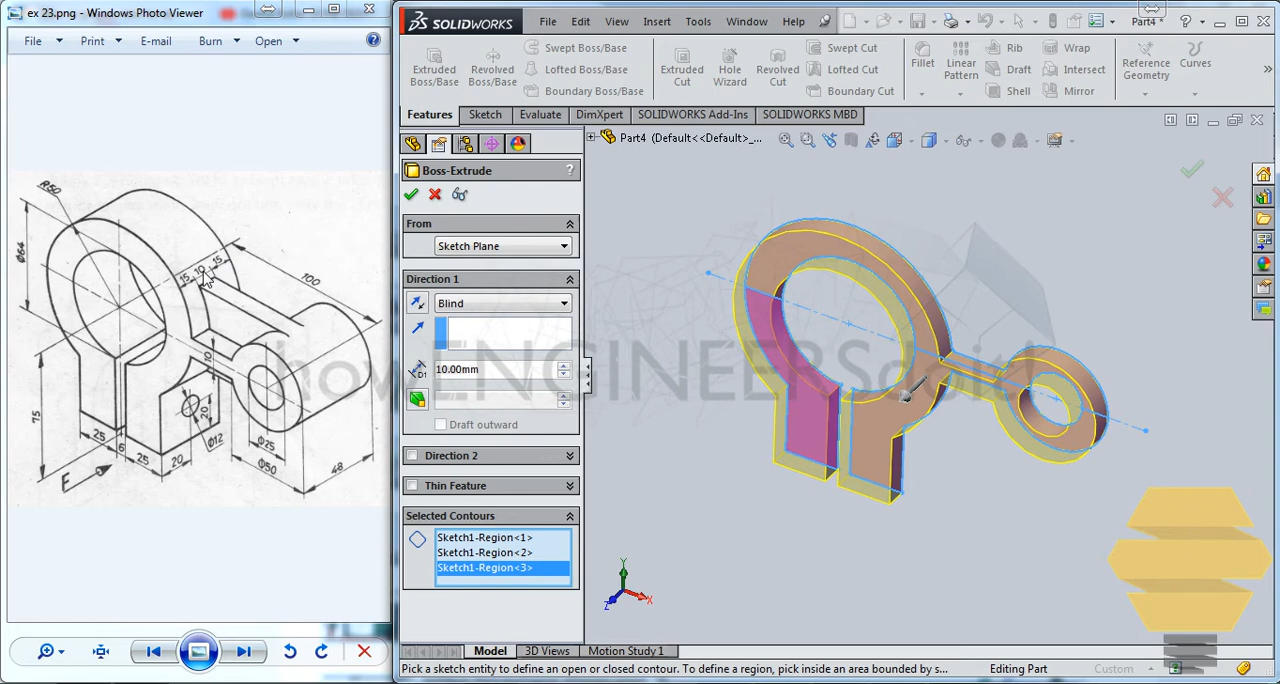 ex 23.png - Windows Photo Viewer
File Print E-mail Burn Open
SOLIDWORKS File Edit View Insert Tools Window Help Part4
Extruded Boss/Base
Revolved Boss/Base
Swept Boss/Base
Lofted Boss/Base
Boundary Boss/Base
Extruded Cut
Hole Wizard
Revolved Cut
Swept Cut
Lofted Cut
Boundary Cut
Fillet
Linear Pattern
Rib
Draft
Shell
Wrap
Intersect
Mirror
Reference Geometry
Curves
Features Sketch Evaluate DimXpert SOLIDWORKS Add-Ins SOLIDWORKS MBD
Part4 (Default<<Default>_...
Boss-Extrude ?
From
Sketch Plane
Direction 1
Blind
10.00mm
Draft outward
Direction 2
Thin Feature
Selected Contours
Sketch1-Region<1>
Sketch1-Region<2>
Sketch1-Region<3>
R50
Ø64
15 10 15
100
10
75
25
6
25
20
20
Ø12
Ø25
Ø50
48
F
howENGINEERSdoit!
Y
Z
X
Model 3D Views Motion Study 1
Pick a sketch entity to define an open or closed contour. To define a region, pick inside an area bounded by s...
Editing Part
Custom